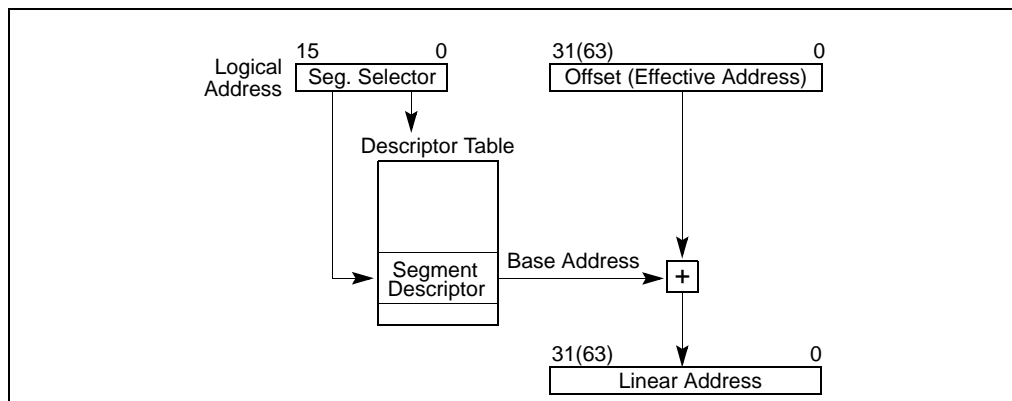 15 0 31(63) 0
Logical Address
Seg. Selector
Offset (Effective Address)
Descriptor Table
Base Address
Segment
Descriptor
+
31(63) 0
Linear Address